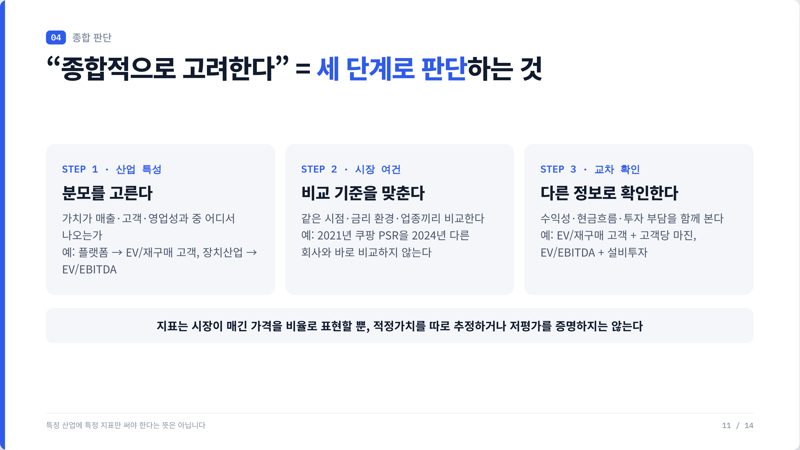 04 종합 판단
“종합적으로 고려한다” = 세 단계로 판단하는 것
STEP 1 · 산업 특성
분모를 고른다
가치가 매출·고객·영업성과 중 어디서
나오는가
예: 플랫폼 → EV/재구매 고객, 장치산업 →
EV/EBITDA
STEP 2 · 시장 여건
비교 기준을 맞춘다
같은 시점·금리 환경·업종끼리 비교한다
예: 2021년 쿠팡 PSR을 2024년 다른
회사와 바로 비교하지 않는다
STEP 3 · 교차 확인
다른 정보로 확인한다
수익성·현금흐름·투자 부담을 함께 본다
예: EV/재구매 고객 + 고객당 마진,
EV/EBITDA + 설비투자
지표는 시장이 매긴 가격을 비율로 표현할 뿐, 적정가치를 따로 추정하거나 저평가를 증명하지는 않는다
특정 산업에 특정 지표만 써야 한다는 뜻은 아닙니다
11 / 14